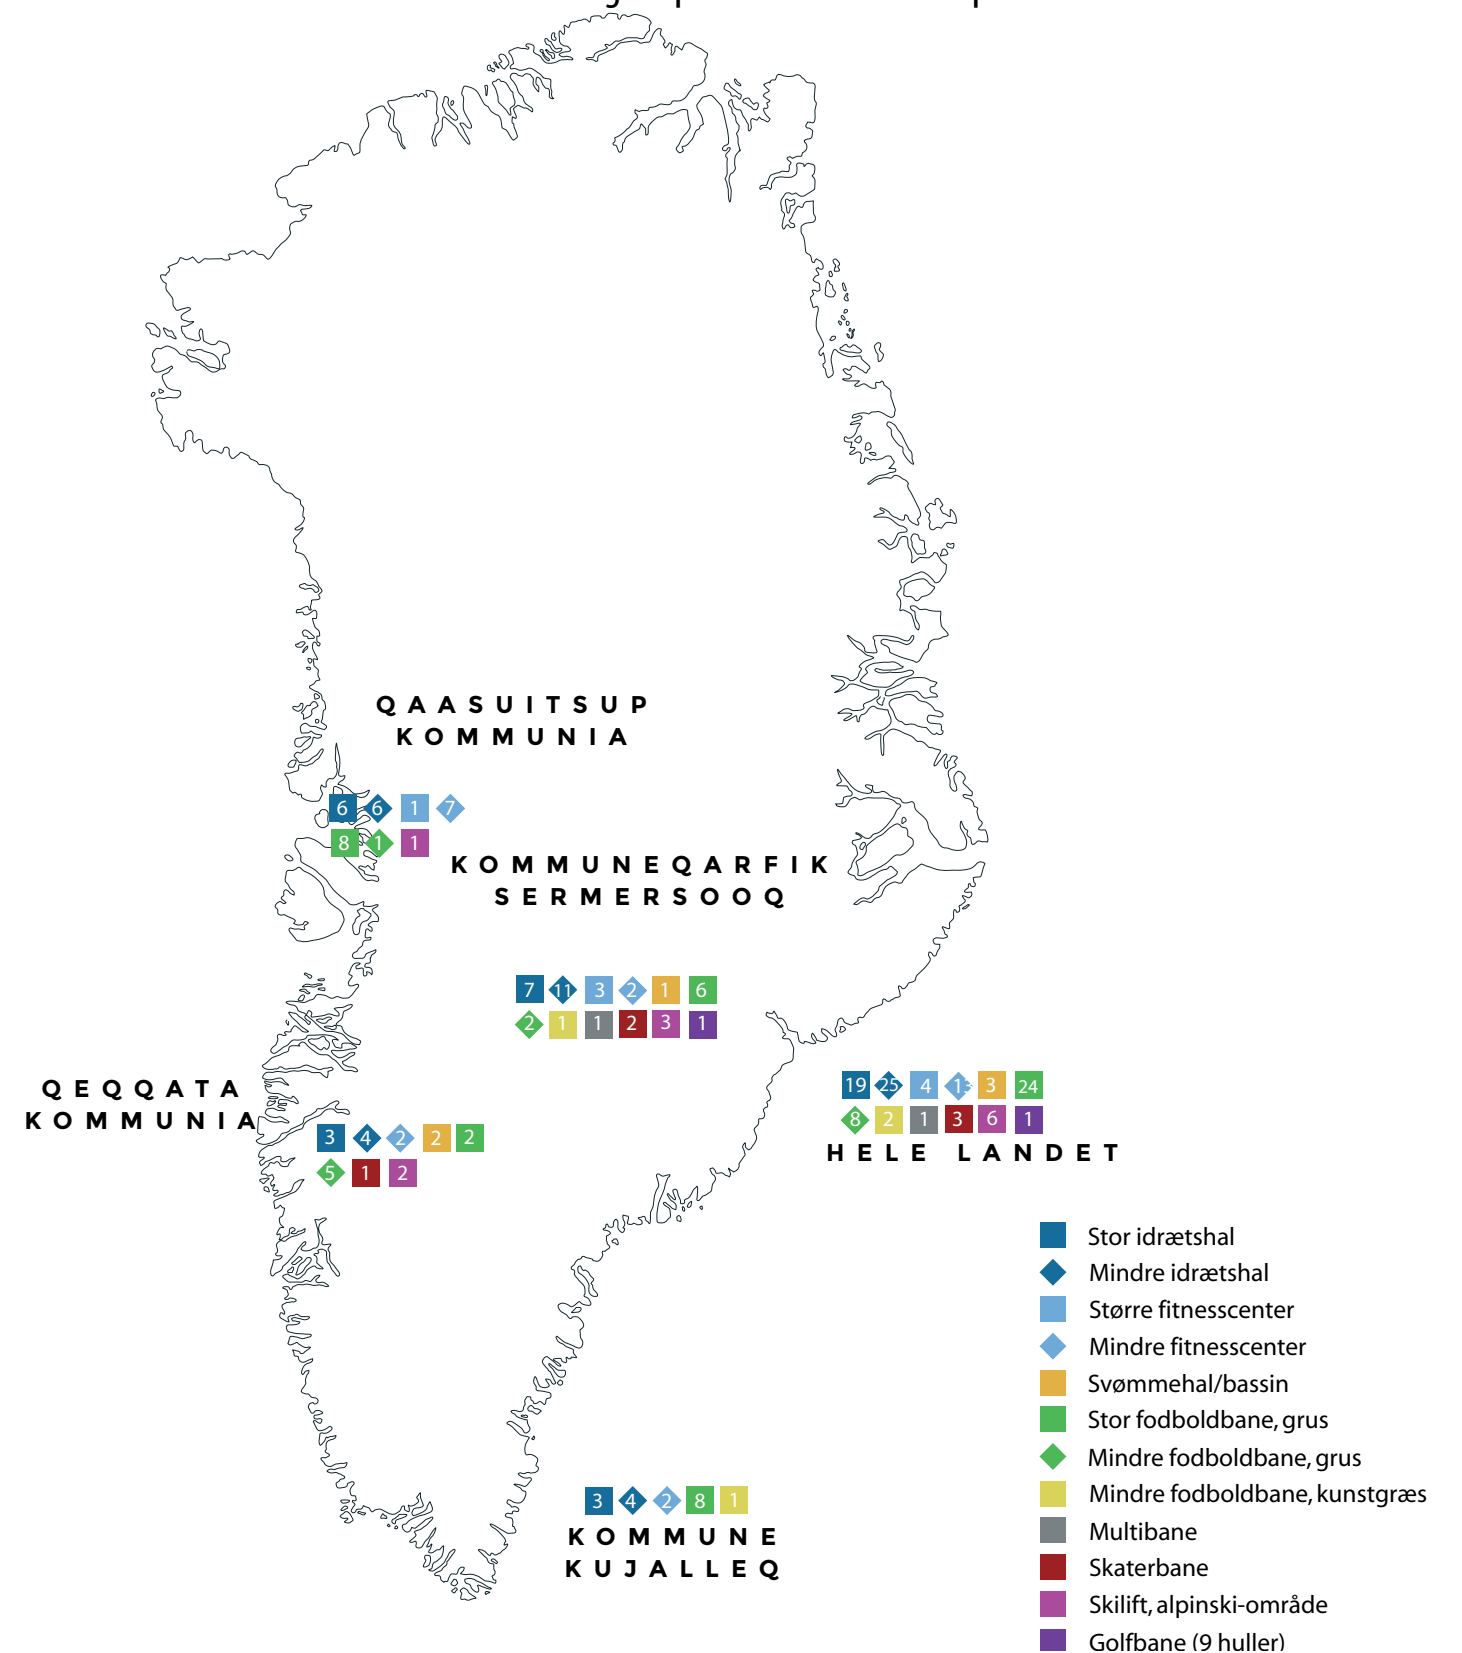 QAASUITSUP
KOMMUNIA
6 6 1 7
8 1 1
KOMMUNEQARFIK
SERMERSOOQ
7 11 3 2 1 6
2 1 1 2 3 1
QEQQATA
KOMMUNIA
3 4 2 2 2
5 1 2
19 25 4 3 24
8 2 1 3 6 1
HELE LANDET
3 4 2 8 1
KOMMUNE
KUJALLEQ
Stor idrætshal
Mindre idrætshal
Større fitnesscenter
Mindre fitnesscenter
Svømmehal/bassin
Stor fodboldbane, grus
Mindre fodboldbane, grus
Mindre fodboldbane, kunstgræs
Multibane
Skaterbane
Skilift, alpinski-område
Golfbane (9 huller)